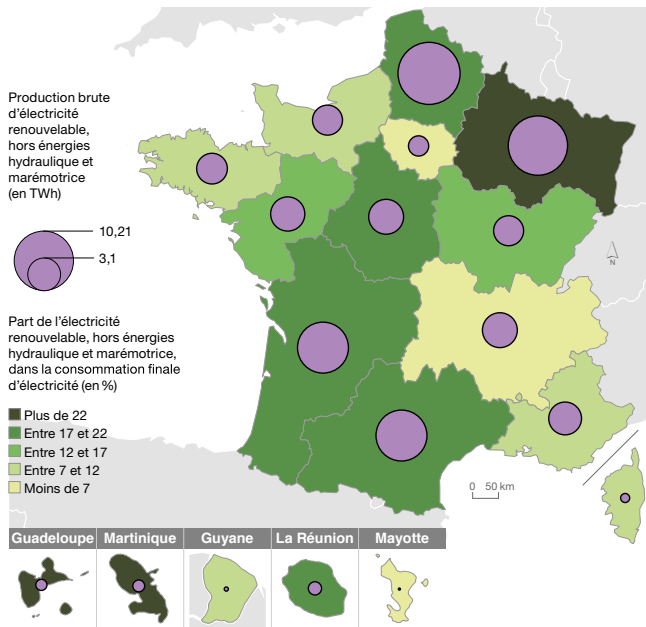 Production brute
d'électricité
renouvelable,
hors énergies
hydraulique et
marémotrice
(en TWh)
10,21
3,1
Part de l'électricité
renouvelable, hors énergies
hydraulique et marémotrice,
dans la consommation finale
d'électricité (en %)
Plus de 22
Entre 17 et 22
Entre 12 et 17
Entre 7 et 12
Moins de 7
N
0 50 km
Guadeloupe Martinique Guyane La Réunion Mayotte